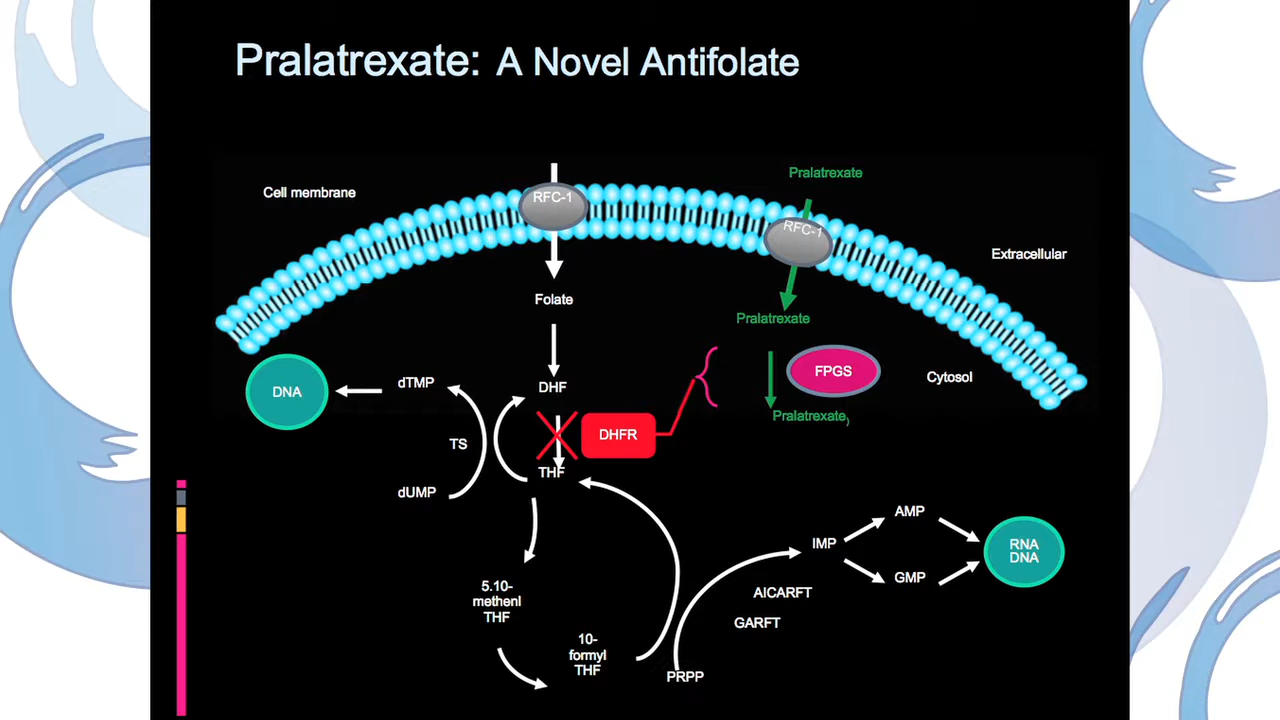 Pralatrexate: A Novel Antifolate
Pralatrexate
Cell membrane
RFC-1
RFC-1
Extracellular
Folate
Pralatrexate
FPGS
Cytosol
DNA
dTMP
DHF
Pralatrexate)
DHFR
TS
THF
dUMP
AMP
IMP
RNA
DNA
GMP
5.10-
methenl
THF
AICARFT
GARFT
10-
formyl
THF
PRPP